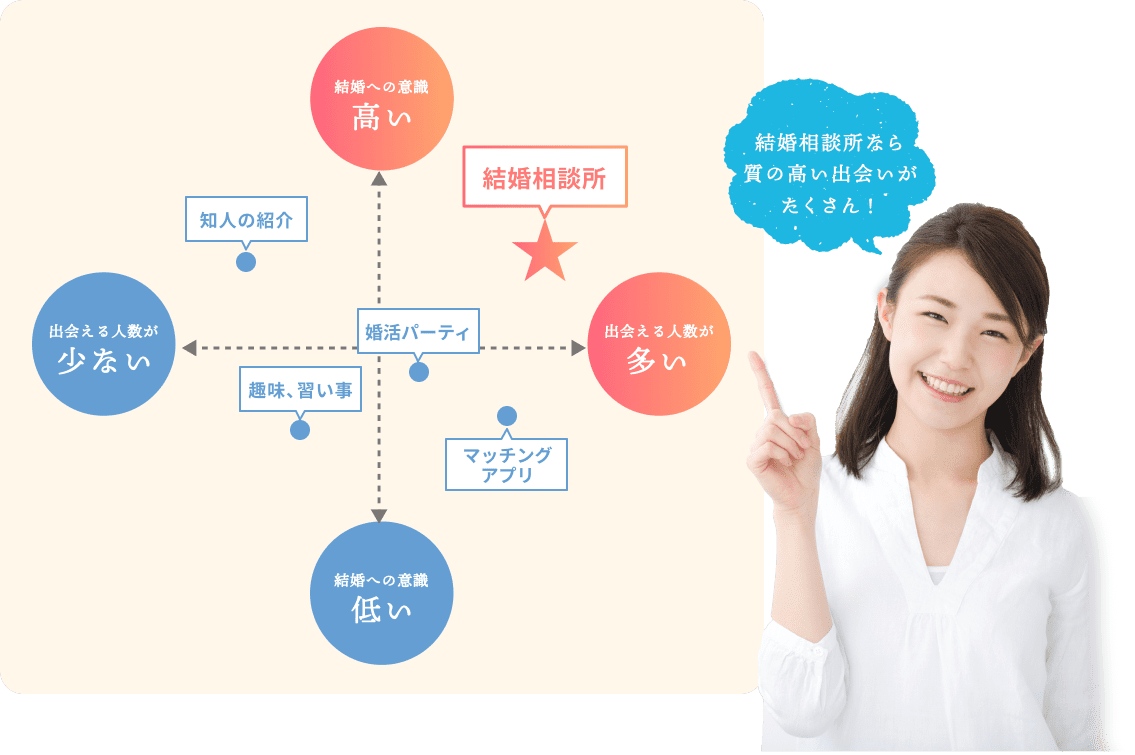 結婚への意識
高い
結婚相談所なら
質の高い出会いが
たくさん！
結婚相談所
知人の紹介
出会える人数が
少ない
婚活パーティ
出会える人数が
多い
趣味、習い事
マッチング
アプリ
結婚への意識
低い